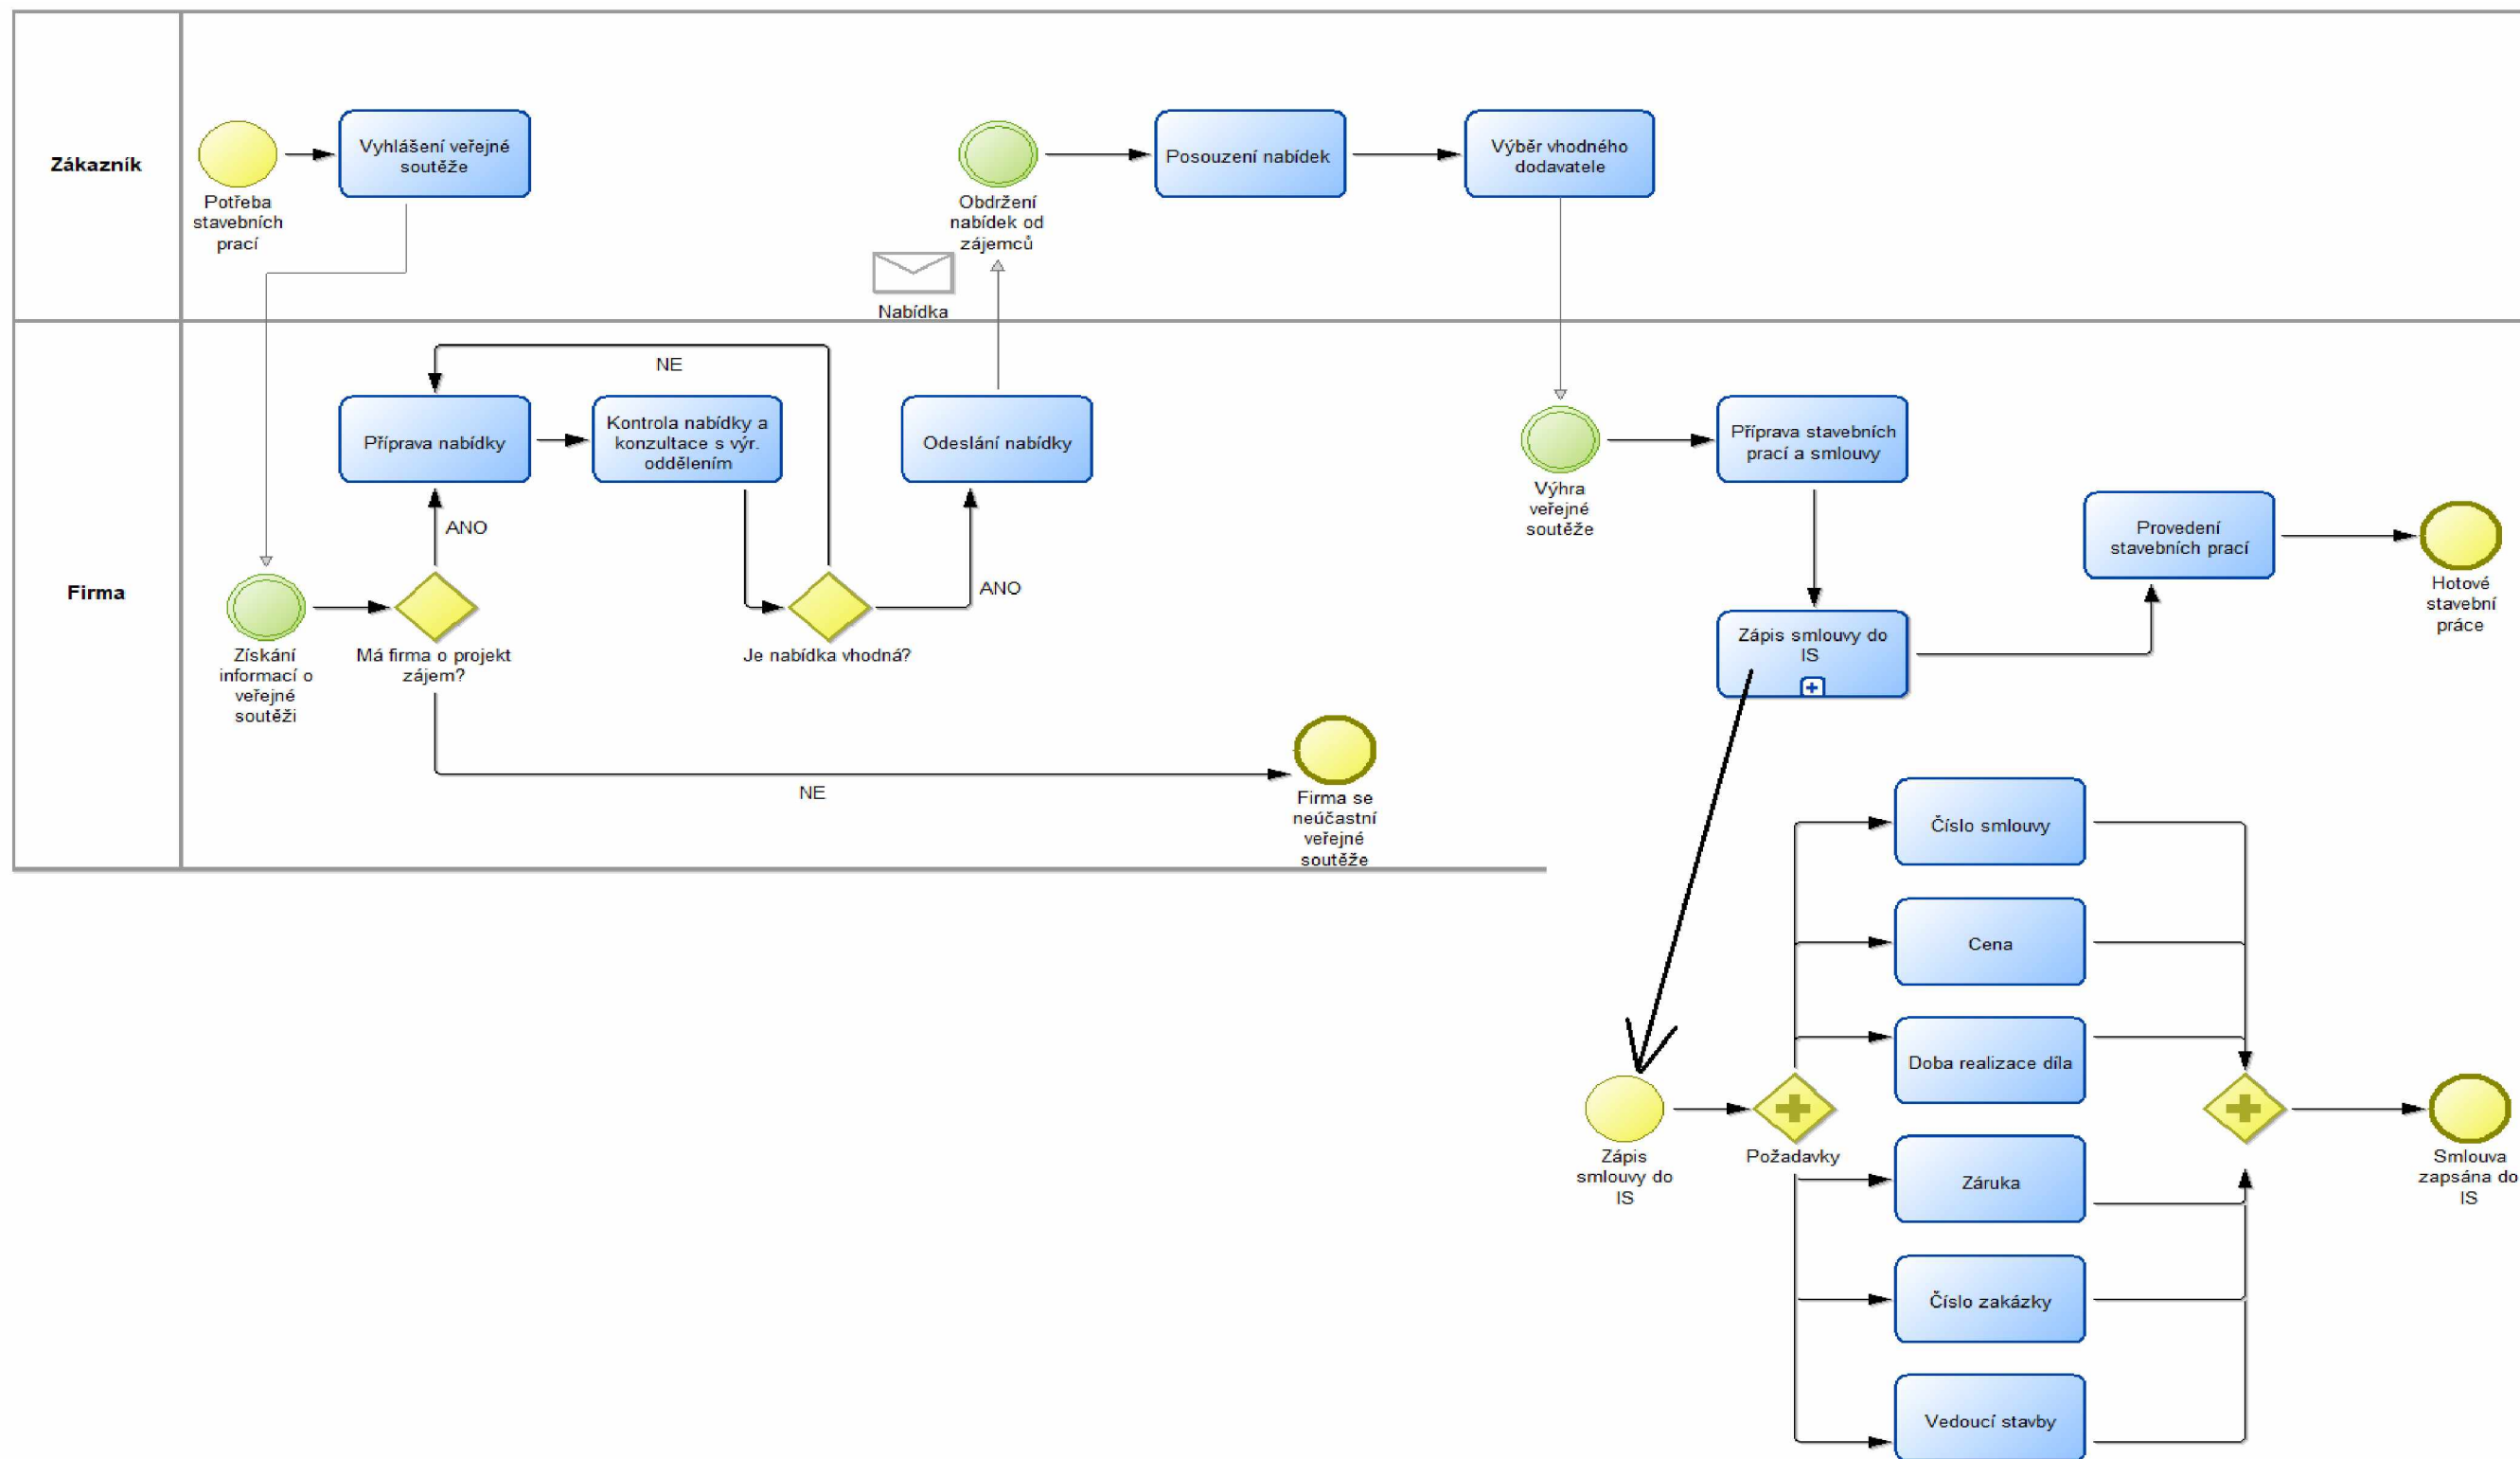 Zákazník
Potřeba
stavebních
prací
Vyhlášení veřejné
soutěže
Nabídka
Obdržení
nabídek od
zájemců
Posouzení nabídek
Výběr vhodného
dodavatele
Firma
Získání
informací o
veřejné
soutěži
Má firma o projekt
zájem?
ANO
NE
Příprava nabídky
Kontrola nabídky a
konzultace s výr.
oddělením
NE
Je nabídka vhodná?
ANO
Odeslání nabídky
Firma se
neúčastní
veřejné
soutěže
Výhra
veřejné
soutěže
Příprava stavebních
prací a smlouvy
Zápis smlouvy do
IS
Provedení
stavebních prací
Hotové
stavební
práce
Zápis
smlouvy do
IS
Požadavky
Číslo smlouvy
Cena
Doba realizace díla
Záruka
Číslo zakázky
Vedoucí stavby
Smlouva
zapsána do
IS